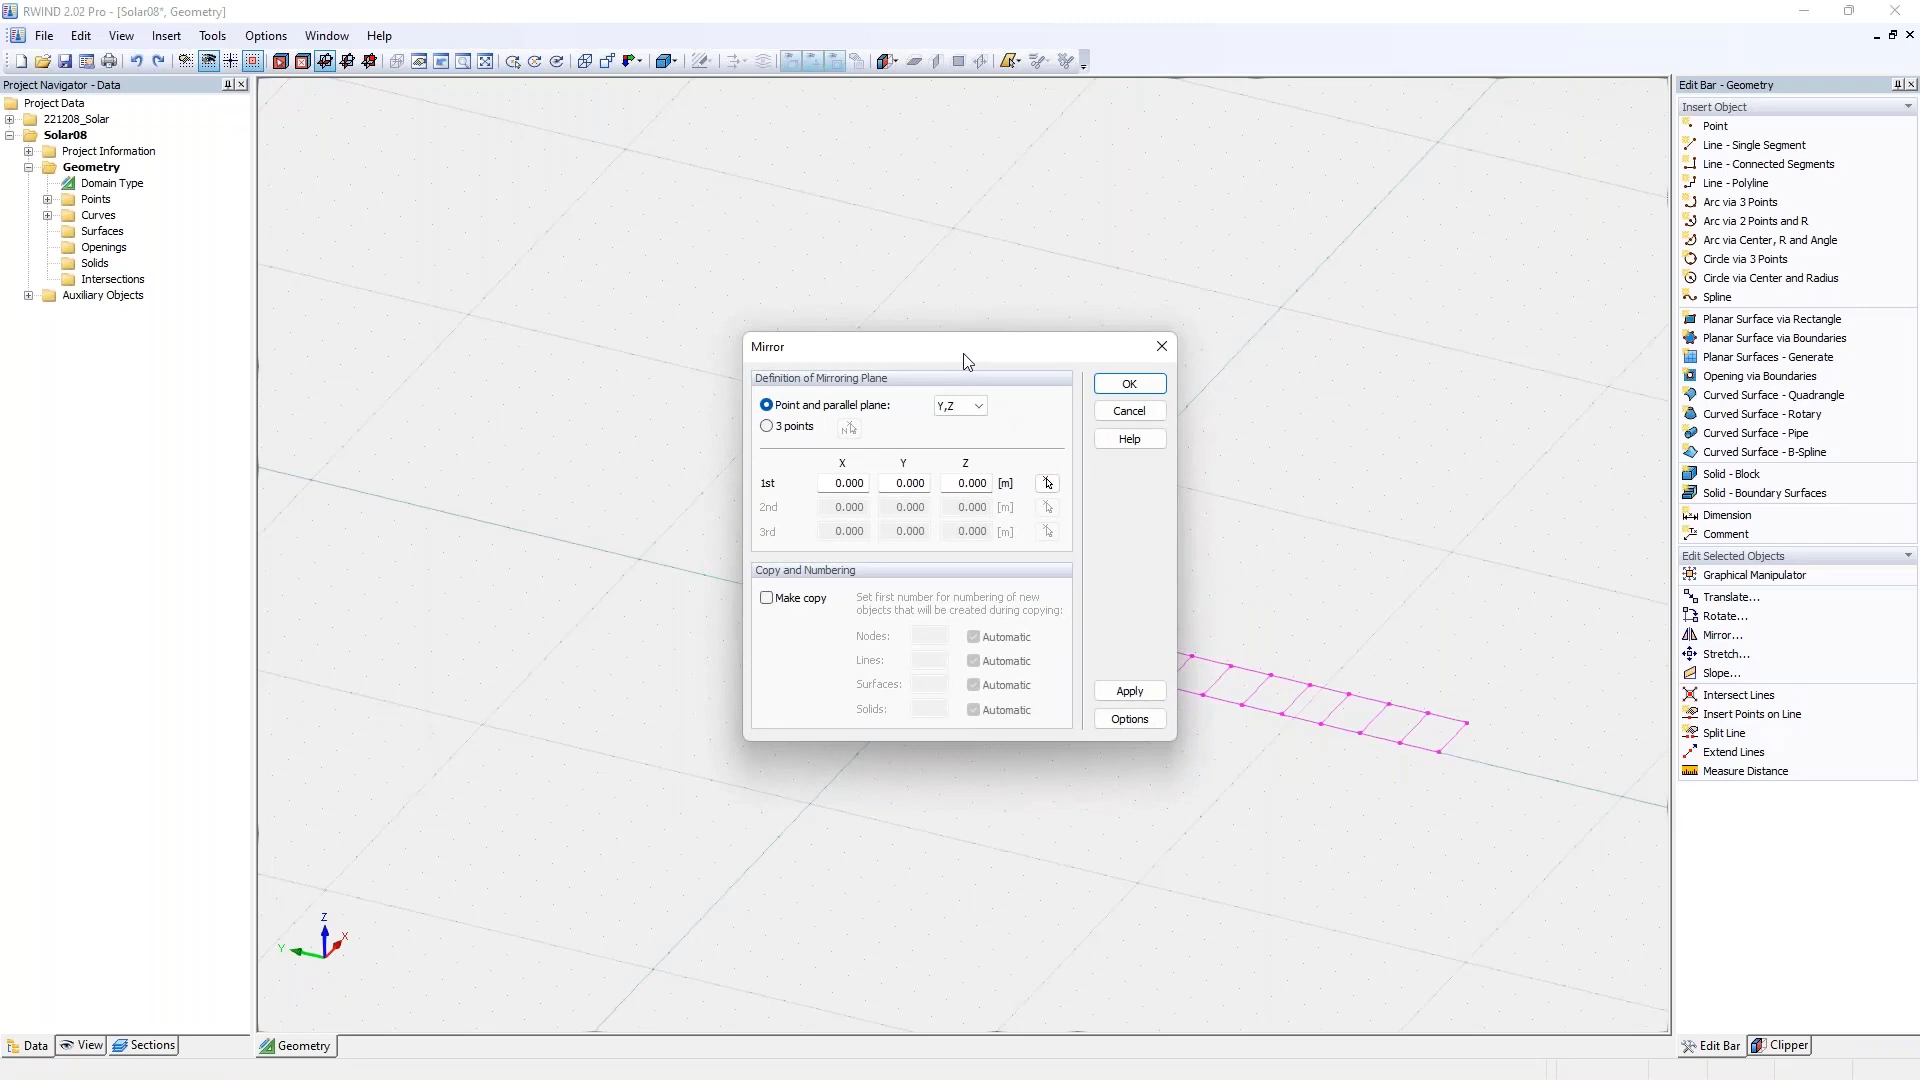 RWIND 2.02 Pro - [Solar08*, Geometry]
File Edit View Insert Tools Options Window Help
Project Navigator - Data
Project Data
221208_Solar
Solar08
Project Information
Geometry
Domain Type
Points
Curves
Surfaces
Openings
Solids
Intersections
Auxiliary Objects
Mirror
Definition of Mirroring Plane
Point and parallel plane: Y,Z
3 points
X Y Z
1st 0.000 0.000 0.000 [m]
2nd 0.000 0.000 0.000 [m]
3rd 0.000 0.000 0.000 [m]
Copy and Numbering
Make copy
Set first number for numbering of new
objects that will be created during copying:
Nodes: Automatic
Lines: Automatic
Surfaces: Automatic
Solids: Automatic
OK
Cancel
Help
Apply
Options
Z
X
Y
Edit Bar - Geometry
Insert Object
Point
Line - Single Segment
Line - Connected Segments
Line - Polyline
Arc via 3 Points
Arc via 2 Points and R
Arc via Center, R and Angle
Circle via 3 Points
Circle via Center and Radius
Spline
Planar Surface via Rectangle
Planar Surface via Boundaries
Planar Surfaces - Generate
Opening via Boundaries
Curved Surface - Quadrangle
Curved Surface - Rotary
Curved Surface - Pipe
Curved Surface - B-Spline
Solid - Block
Solid - Boundary Surfaces
Dimension
Comment
Edit Selected Objects
Graphical Manipulator
Translate...
Rotate...
Mirror...
Stretch...
Slope...
Intersect Lines
Insert Points on Line
Split Line
Extend Lines
Measure Distance
Data View Sections
Geometry
Edit Bar Clipper